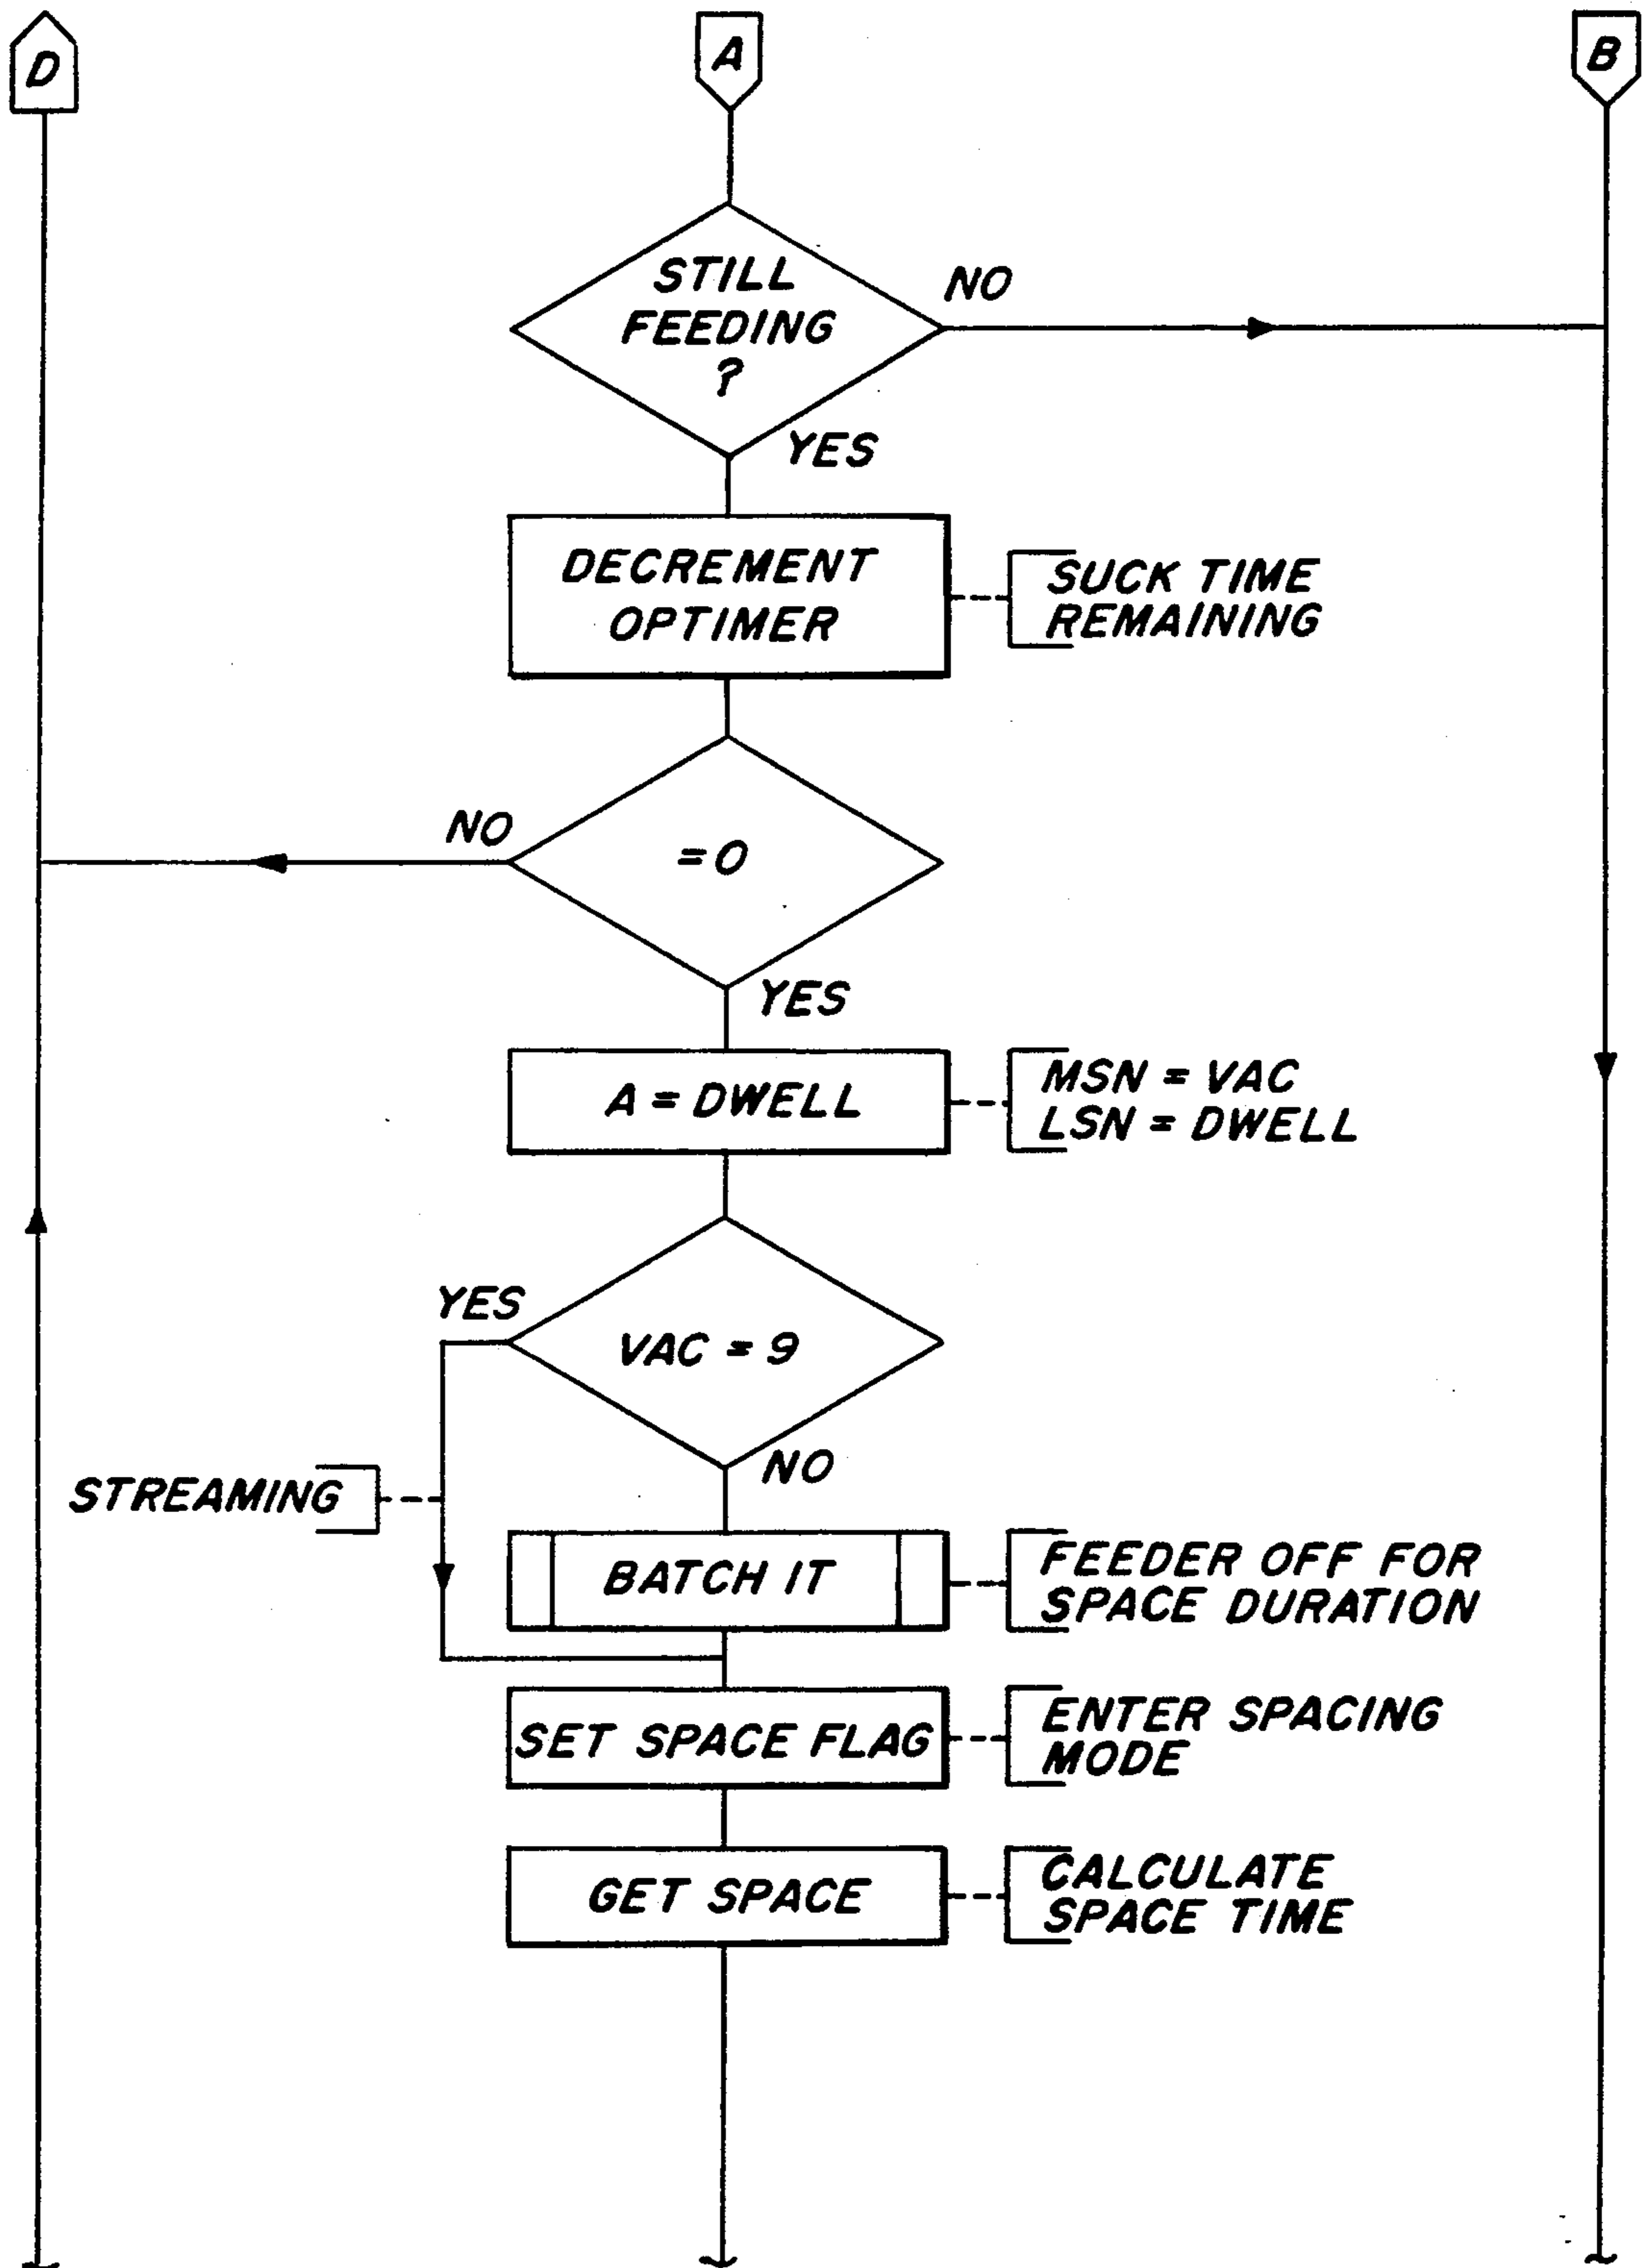 D
A
B
STILL
FEEDING
?
NO
YES
DECREMENT
OPTIMER
SUCK TIME
REMAINING
NO
=0
YES
A = DWELL
MSN = VAC
LSN = DWELL
YES
VAC = 9
NO
STREAMING
BATCH IT
FEEDER OFF FOR
SPACE DURATION
SET SPACE FLAG
ENTER SPACING
MODE
GET SPACE
CALCULATE
SPACE TIME